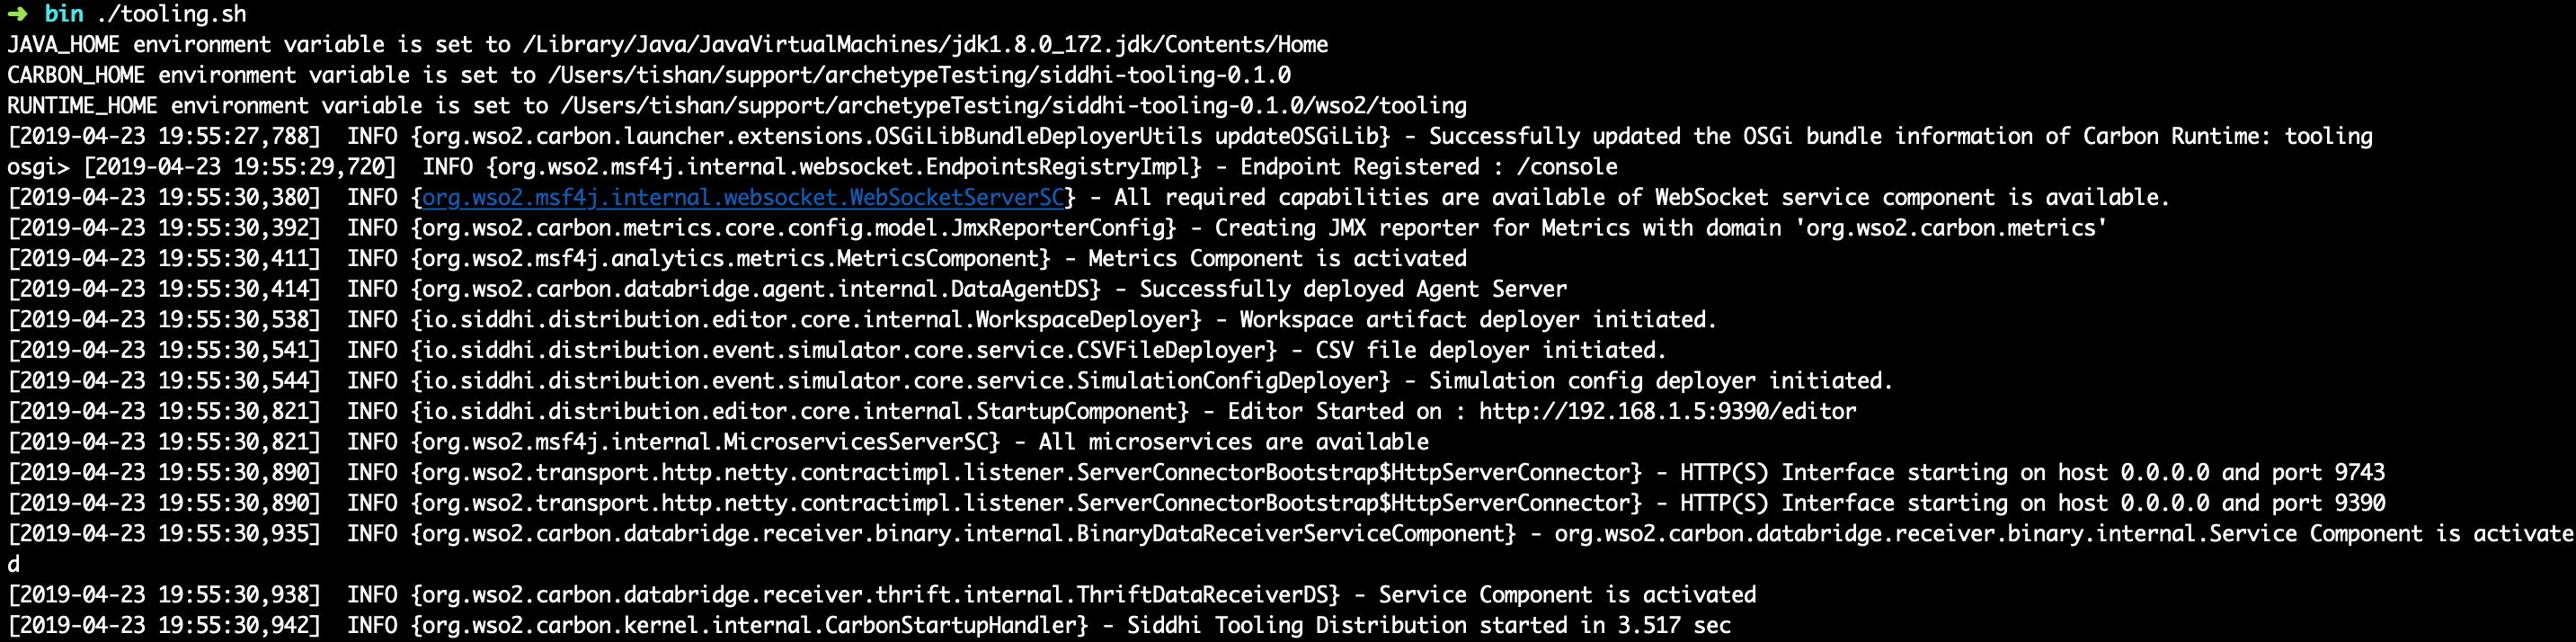 ➜ bin ./tooling.sh
JAVA_HOME environment variable is set to /Library/Java/JavaVirtualMachines/jdk1.8.0_172.jdk/Contents/Home
CARBON_HOME environment variable is set to /Users/tishan/support/archetypeTesting/siddhi-tooling-0.1.0
RUNTIME_HOME environment variable is set to /Users/tishan/support/archetypeTesting/siddhi-tooling-0.1.0/wso2/tooling
[2019-04-23 19:55:27,788]  INFO {org.wso2.carbon.launcher.extensions.OSGiLibBundleDeployerUtils updateOSGiLib} - Successfully updated the OSGi bundle information of Carbon Runtime: tooling
osgi> [2019-04-23 19:55:29,720]  INFO {org.wso2.msf4j.internal.websocket.EndpointsRegistryImpl} - Endpoint Registered : /console
[2019-04-23 19:55:30,380]  INFO {org.wso2.msf4j.internal.websocket.WebSocketServerSC} - All required capabilities are available of WebSocket service component is available.
[2019-04-23 19:55:30,392]  INFO {org.wso2.carbon.metrics.core.config.model.JmxReporterConfig} - Creating JMX reporter for Metrics with domain 'org.wso2.carbon.metrics'
[2019-04-23 19:55:30,411]  INFO {org.wso2.msf4j.analytics.metrics.MetricsComponent} - Metrics Component is activated
[2019-04-23 19:55:30,414]  INFO {org.wso2.carbon.databridge.agent.internal.DataAgentDS} - Successfully deployed Agent Server
[2019-04-23 19:55:30,538]  INFO {io.siddhi.distribution.editor.core.internal.WorkspaceDeployer} - Workspace artifact deployer initiated.
[2019-04-23 19:55:30,541]  INFO {io.siddhi.distribution.event.simulator.core.service.CSVFileDeployer} - CSV file deployer initiated.
[2019-04-23 19:55:30,544]  INFO {io.siddhi.distribution.event.simulator.core.service.SimulationConfigDeployer} - Simulation config deployer initiated.
[2019-04-23 19:55:30,821]  INFO {io.siddhi.distribution.editor.core.internal.StartupComponent} - Editor Started on : http://192.168.1.5:9390/editor
[2019-04-23 19:55:30,821]  INFO {org.wso2.msf4j.internal.MicroservicesServerSC} - All microservices are available
[2019-04-23 19:55:30,890]  INFO {org.wso2.transport.http.netty.contractimpl.listener.ServerConnectorBootstrap$HttpServerConnector} - HTTP(S) Interface starting on host 0.0.0.0 and port 9743
[2019-04-23 19:55:30,890]  INFO {org.wso2.transport.http.netty.contractimpl.listener.ServerConnectorBootstrap$HttpServerConnector} - HTTP(S) Interface starting on host 0.0.0.0 and port 9390
[2019-04-23 19:55:30,935]  INFO {org.wso2.carbon.databridge.receiver.binary.internal.BinaryDataReceiverServiceComponent} - org.wso2.carbon.databridge.receiver.binary.internal.Service Component is activate
d
[2019-04-23 19:55:30,938]  INFO {org.wso2.carbon.databridge.receiver.thrift.internal.ThriftDataReceiverDS} - Service Component is activated
[2019-04-23 19:55:30,942]  INFO {org.wso2.carbon.kernel.internal.CarbonStartupHandler} - Siddhi Tooling Distribution started in 3.517 sec